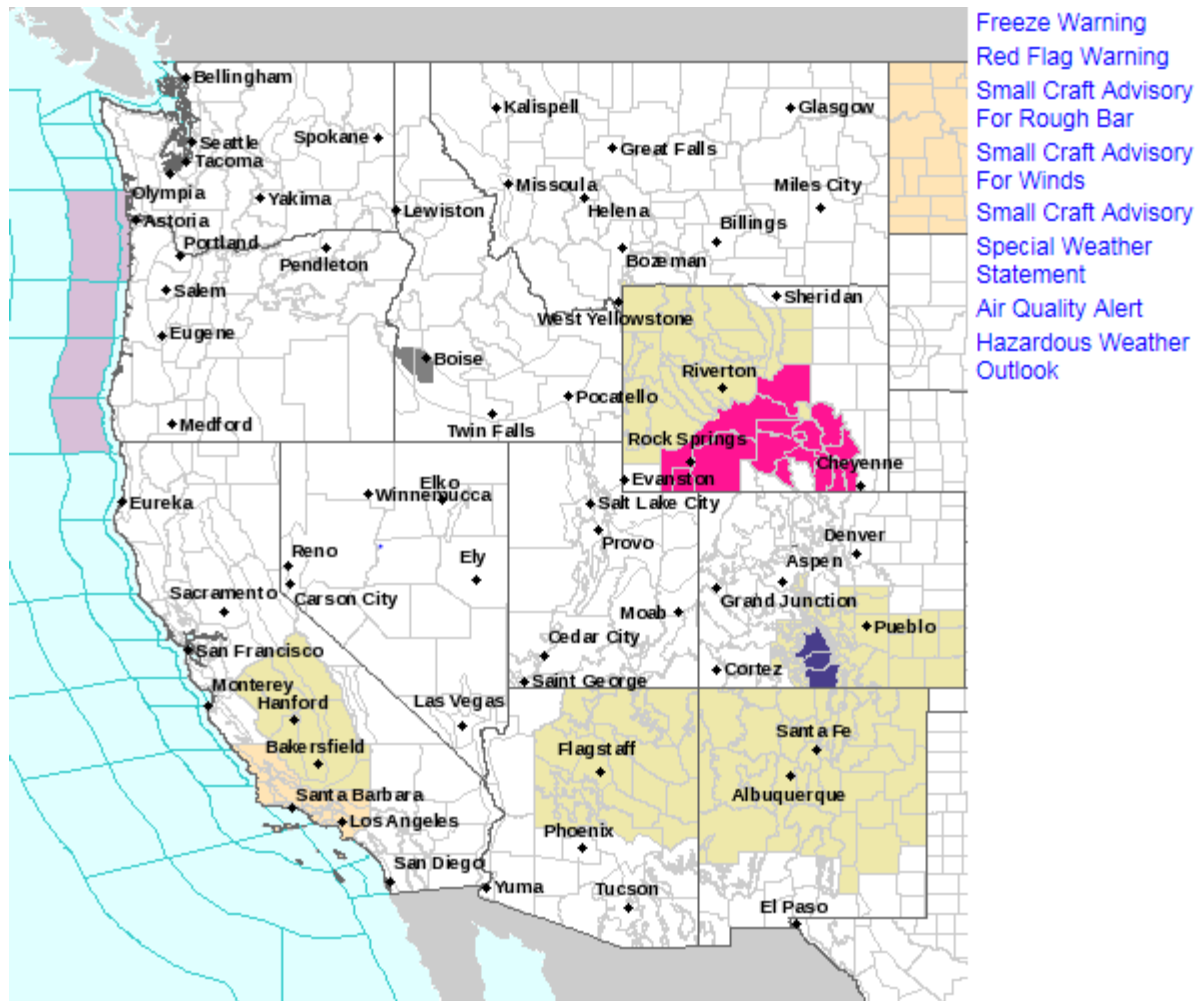 Freeze Warning
Red Flag Warning
Small Craft Advisory
For Rough Bar
Small Craft Advisory
For Winds
Small Craft Advisory
Special Weather
Statement
Air Quality Alert
Hazardous Weather
Outlook
Bellingham
Kalispell
Glasgow
Seattle
Spokane
Tacoma
Great Falls
Olympia
Yakima
Missoula
Miles City
Lewiston
Helena
Astoria
Billings
Portland
Pendleton
Bozeman
Salem
Sheridan
West Yellowstone
Eugene
Boise
Riverton
Pocatello
Medford
Twin Falls
Rock Springs
Cheyenne
Evanston
Elko
Winnemucca
Eureka
Salt Lake City
Provo
Denver
Reno
Ely
Aspen
Sacramento
Carson City
Grand Junction
Moab
Pueblo
Cedar City
San Francisco
Cortez
Saint George
Monterey
Hanford
Las Vegas
Santa Fe
Bakersfield
Flagstaff
Albuquerque
Santa Barbara
Los Angeles
Phoenix
San Diego
Yuma
Tucson
El Paso